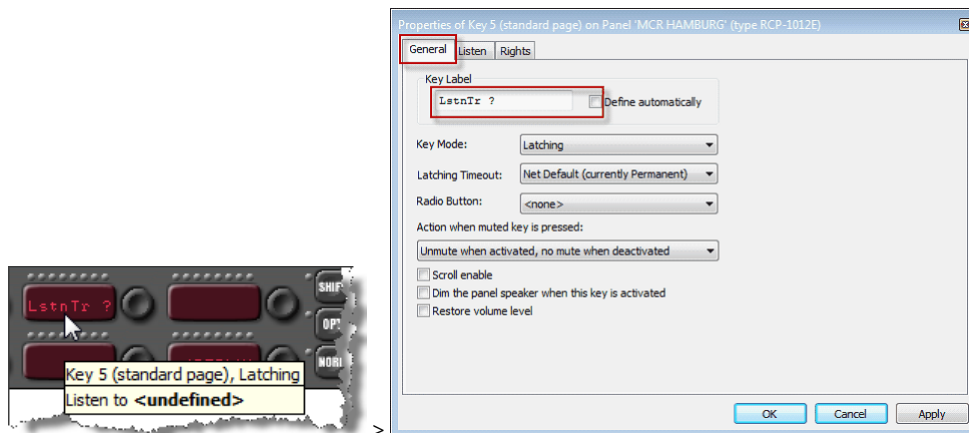 LstnTr ?
SHIF
OPT
NORM
Key 5 (standard page), Latching
Listen to <undefined>
>
Properties of Key 5 (standard page) on Panel 'MCR HAMBURG' (type RCP-1012E)
General Listen Rights
Key Label
LstnTr ? Define automatically
Key Mode: Latching
Latching Timeout: Net Default (currently Permanent)
Radio Button: <none>
Action when muted key is pressed:
Unmute when activated, no mute when deactivated
Scroll enable
Dim the panel speaker when this key is activated
Restore volume level
OK Cancel Apply